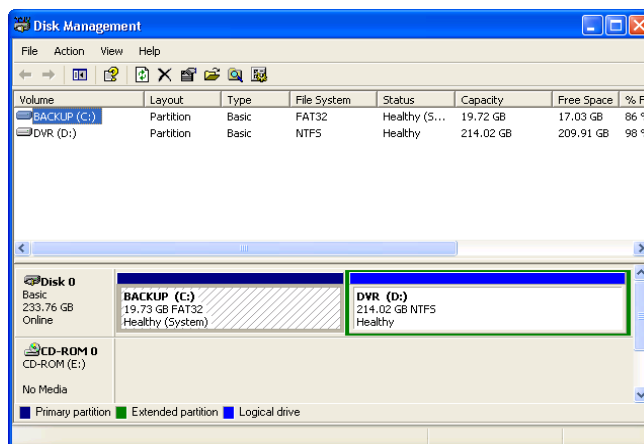 Disk Management
File Action View Help
Volume Layout Type File System Status Capacity Free Space % F
BACKUP (C:) Partition Basic FAT32 Healthy (S... 19.72 GB 17.03 GB 86 %
DVR (D:) Partition Basic NTFS Healthy 214.02 GB 209.91 GB 98 %
Disk 0
Basic
233.76 GB
Online
BACKUP (C:)
19.73 GB FAT32
Healthy (System)
DVR (D:)
214.02 GB NTFS
Healthy
CD-ROM 0
CD-ROM (E:)
No Media
Primary partition Extended partition Logical drive